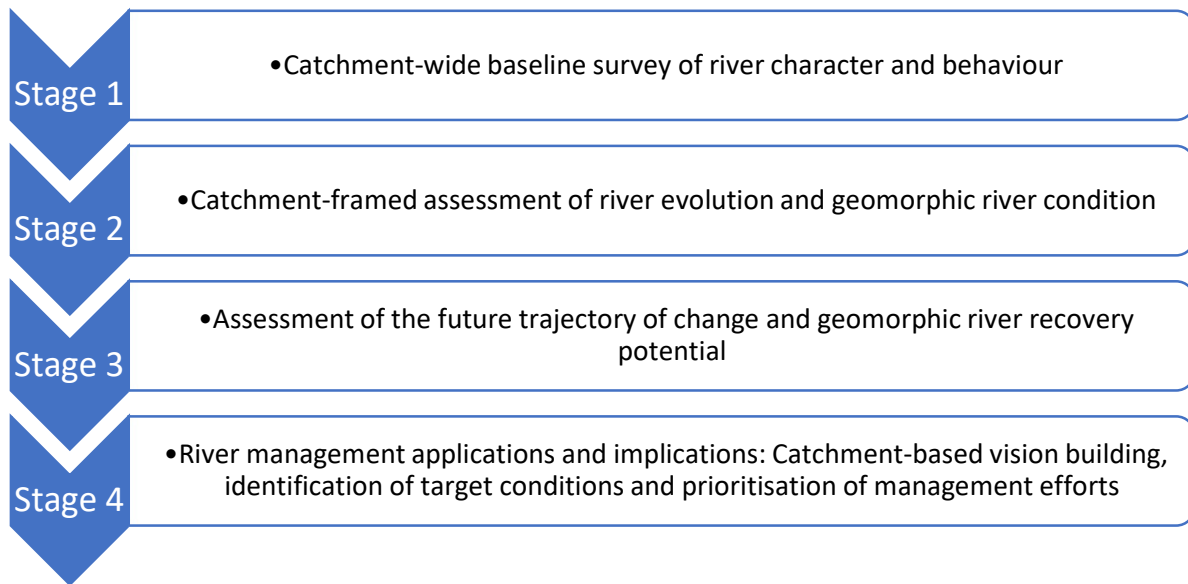 Stage 1
•Catchment-wide baseline survey of river character and behaviour
Stage 2
•Catchment-framed assessment of river evolution and geomorphic river condition
Stage 3
•Assessment of the future trajectory of change and geomorphic river recovery
potential
Stage 4
•River management applications and implications: Catchment-based vision building,
identification of target conditions and prioritisation of management efforts